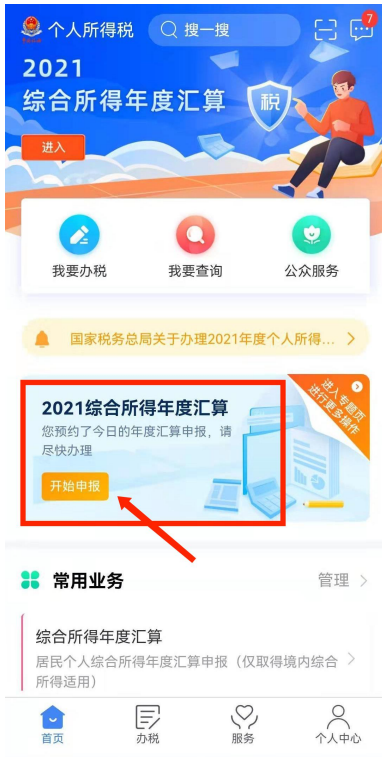 个人所得税
搜一搜
7
2021
综合所得年度汇算
税
进入
我要办税
我要查询
公众服务
国家税务总局关于办理2021年度个人所得...
2021综合所得年度汇算
您预约了今日的年度汇算申报，请
尽快办理
开始申报
进入专题页
进行更多操作
常用业务
管理
综合所得年度汇算
居民个人综合所得年度汇算申报（仅取得境内综合
所得适用）
首页
办税
服务
个人中心